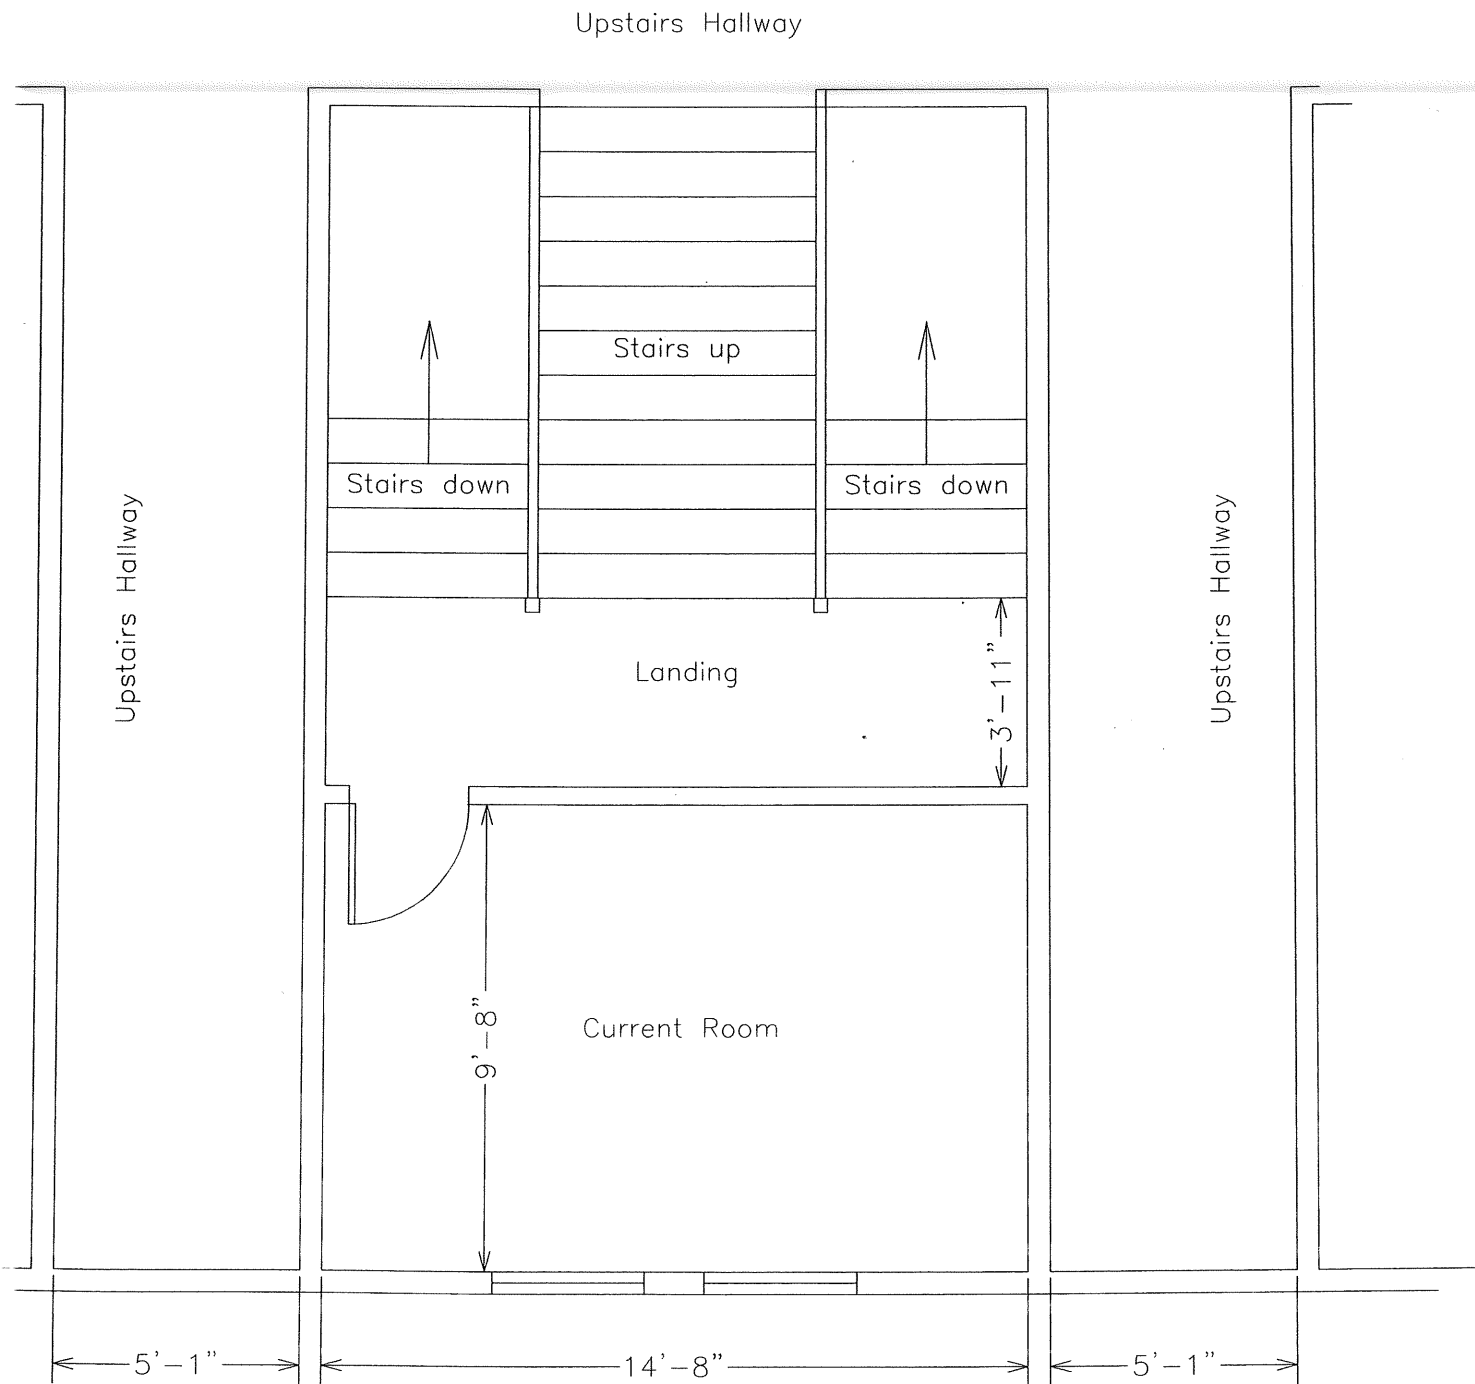 Upstairs Hallway
Stairs up
Stairs down
Stairs down
Upstairs Hallway
Upstairs Hallway
Landing
3'-11"
9'-8"
Current Room
5'-1"
14'-8"
5'-1"